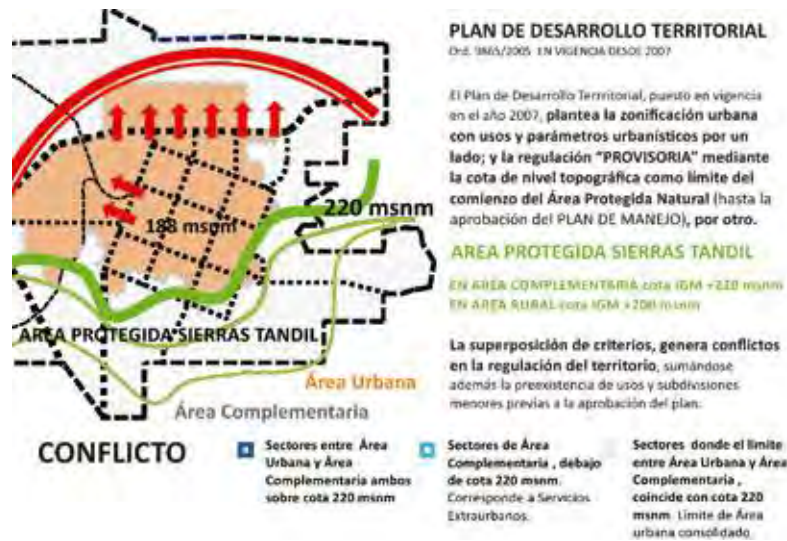 PLAN DE DESARROLLO TERRITORIAL
Ord. 9865/2005 EN VIGENCIA DESDE 2007
El Plan de Desarrollo Territorial, puesto en vigencia
en el año 2007, plantea la zonificación urbana
con usos y parámetros urbanísticos por un
lado; y la regulación "PROVISORIA" mediante
la cota de nivel topográfica como límite del
comienzo del Área Protegida Natural (hasta la
aprobación del PLAN DE MANEJO), por otro.
AREA PROTEGIDA SIERRAS TANDIL
EN AREA COMPLEMENTARIA cota IGM +220 msnm
EN AREA RURAL cota IGM +200 msnm
La superposición de criterios, genera conflictos
en la regulación del territorio, sumándose
además la preexistencia de usos y subdivisiones
menores previas a la aprobación del plan.
220 msnm
188 msnm
AREA PROTEGIDA SIERRAS TANDIL
Área Urbana
Área Complementaria
CONFLICTO
Sectores entre Área
Urbana y Área
Complementaria ambos
sobre cota 220 msnm
Sectores de Área
Complementaria , debajo
de cota 220 msnm.
Corresponde a Servicios
Extraurbanos.
Sectores donde el límite
entre Área Urbana y Área
Complementaria ,
coincide con cota 220
msnm. Límite de Área
urbana consolidado